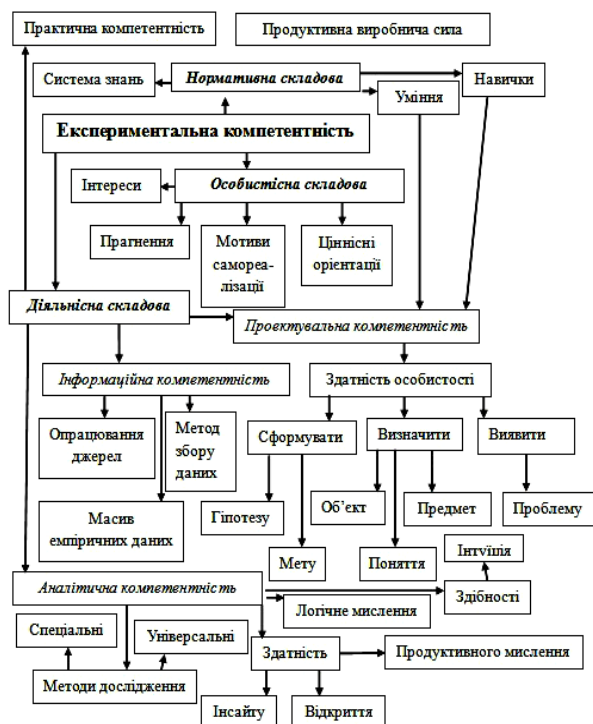 Практична компетентність
Продуктивна виробнича сила
Система знань
Нормативна складова
Навички
Уміння
Експериментальна компетентність
Інтереси
Особистісна складова
Прагнення
Мотиви
самореа-
лізації
Ціннісні
орієнтації
Діяльнісна складова
Проектувальна компетентність
Інформаційна компетентність
Здатність особистості
Опрацювання
джерел
Метод
збору
даних
Сформувати
Визначити
Виявити
Масив
емпіричних даних
Гіпотезу
Об’єкт
Предмет
Проблему
Мету
Поняття
Інтуїція
Аналітична компетентність
Логічне мислення
Здібності
Спеціальні
Універсальні
Здатність
Продуктивного мислення
Методи дослідження
Інсайту
Відкриття